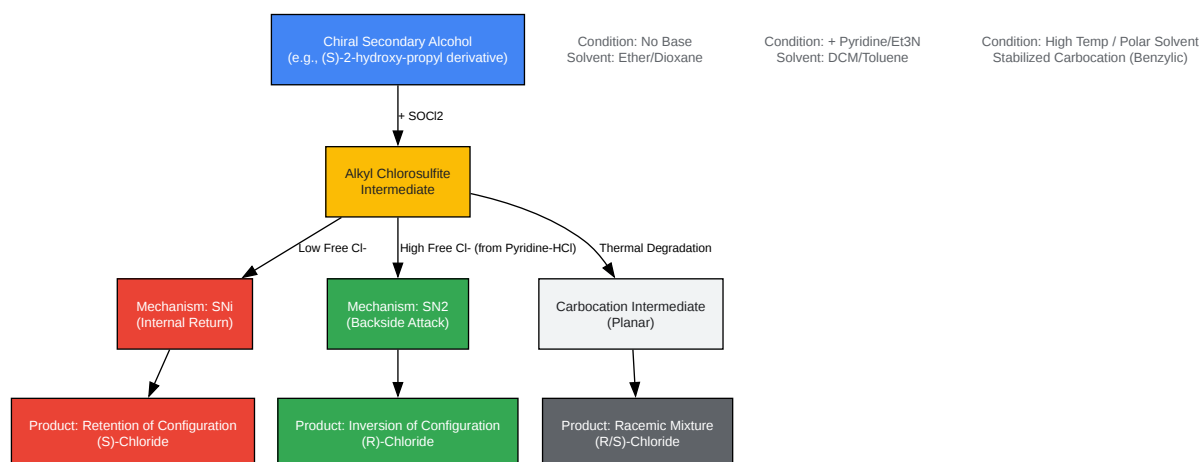 Chiral Secondary Alcohol
(e.g., (S)-2-hydroxy-propyl derivative)
Condition: No Base
Solvent: Ether/Dioxane
Condition: + Pyridine/Et3N
Solvent: DCM/Toluene
Condition: High Temp / Polar Solvent
Stabilized Carbocation (Benzylic)
+ SOCl2
Alkyl Chlorosulfite
Intermediate
Low Free Cl-
High Free Cl- (from Pyridine-HCl)
Thermal Degradation
Mechanism: SNi
(Internal Return)
Mechanism: SN2
(Backside Attack)
Carbocation Intermediate
(Planar)
Product: Retention of Configuration
(S)-Chloride
Product: Inversion of Configuration
(R)-Chloride
Product: Racemic Mixture
(R/S)-Chloride